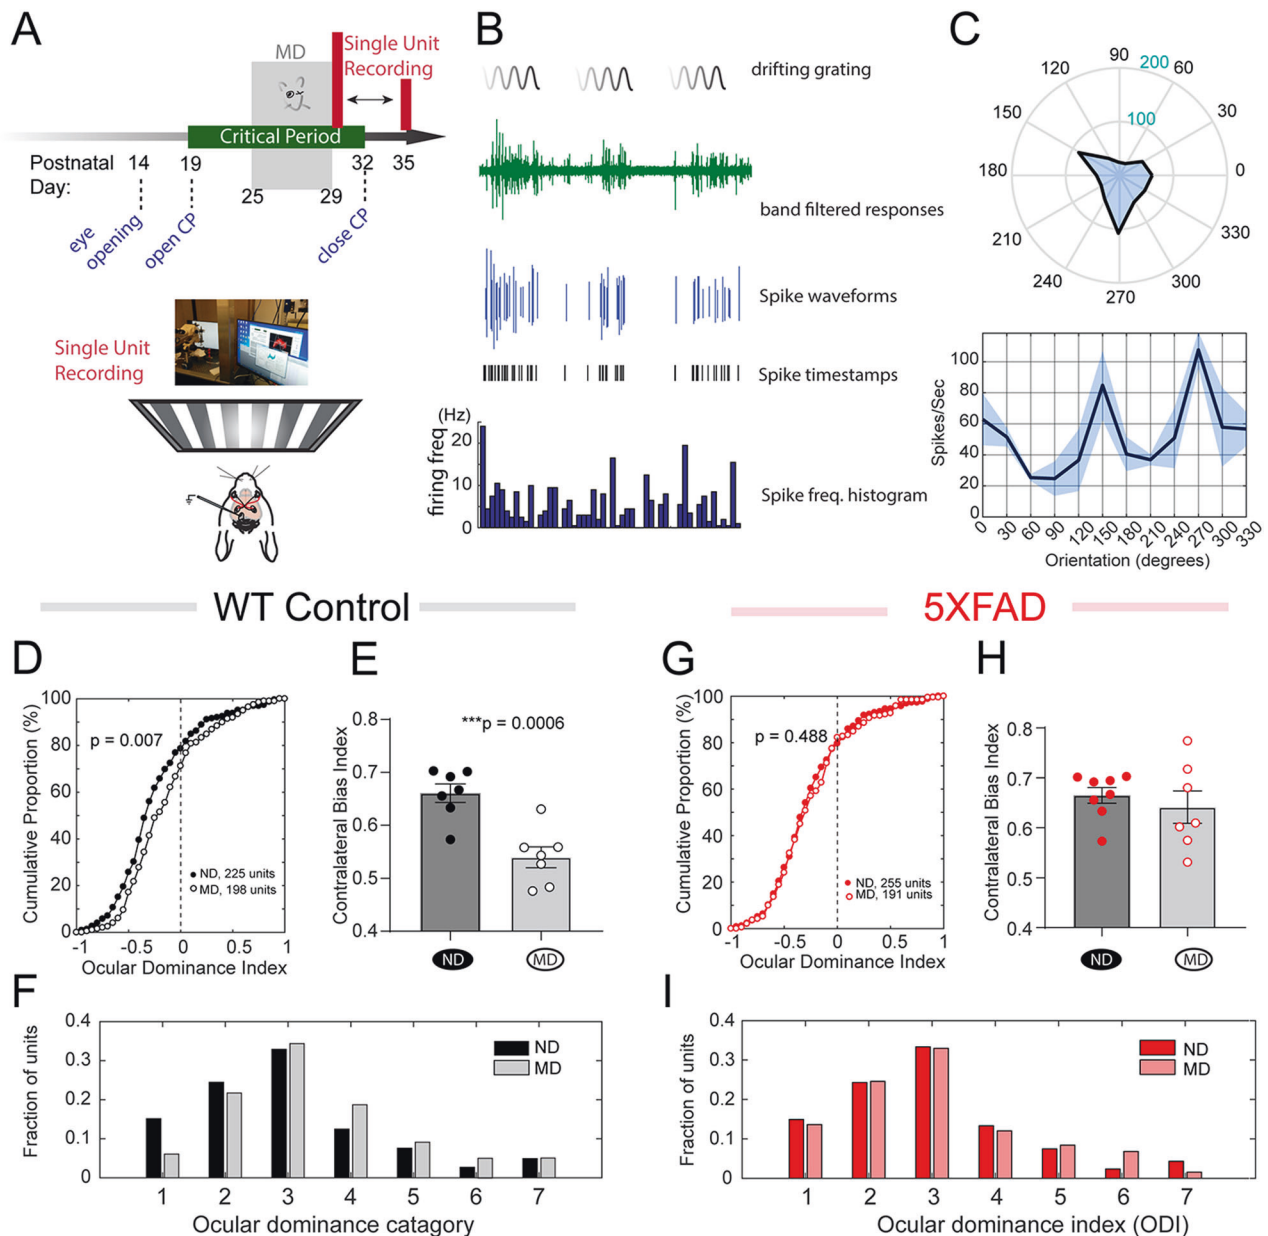 A
MD
Single Unit
Recording
Critical Period
Postnatal
Day:
14
19
32
35
25
29
eye
opening
open CP
close CP
Single Unit
Recording
B
drifting grating
band filtered responses
Spike waveforms
Spike timestamps
(Hz)
firing freq
20
10
0
Spike freq. histogram
C
90
200
120
60
150
100
30
180
0
210
330
240
300
270
Spikes/Sec
100
80
60
40
20
0
0 30 60 90 120 150 180 210 240 270 300 330
Orientation (degrees)
WT Control
5XFAD
D
Cumulative Proportion (%)
100
80
60
40
20
0
p = 0.007
ND, 225 units
MD, 198 units
-1 -0.5 0 0.5 1
Ocular Dominance Index
E
Contralateral Bias Index
0.8
0.7
0.6
0.5
0.4
***p = 0.0006
ND
MD
G
Cumulative Proportion (%)
100
80
60
40
20
0
p = 0.488
ND, 255 units
MD, 191 units
-1 -0.5 0 0.5 1
Ocular Dominance Index
H
Contralateral Bias Index
0.8
0.7
0.6
0.5
0.4
ND
MD
F
Fraction of units
0.4
0.3
0.2
0.1
0
ND
MD
1 2 3 4 5 6 7
Ocular dominance catagory
I
Fraction of units
0.4
0.3
0.2
0.1
0
ND
MD
1 2 3 4 5 6 7
Ocular dominance index (ODI)